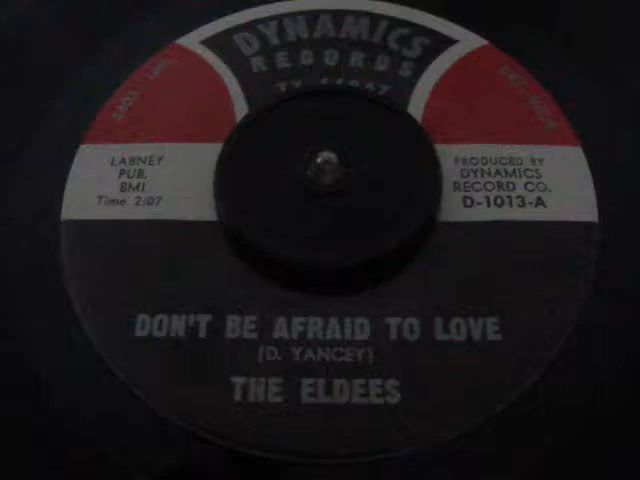 DYNAMICS
RECORDS
LABNEY
PUB.
BMI
Time 2:07
PRODUCED BY
DYNAMICS
RECORD CO.
D-1013-A
DON'T BE AFRAID TO LOVE
(D. YANCEY)
THE ELDEES